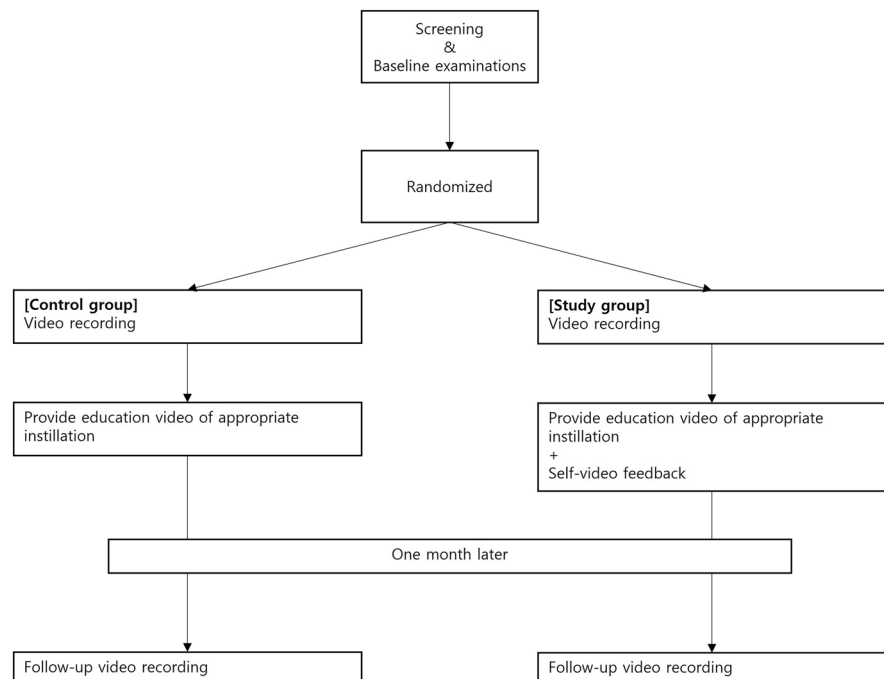 Screening
&
Baseline examinations
Randomized
[Control group]
Video recording
[Study group]
Video recording
Provide education video of appropriate
instillation
Provide education video of appropriate
instillation
+
Self-video feedback
One month later
Follow-up video recording
Follow-up video recording